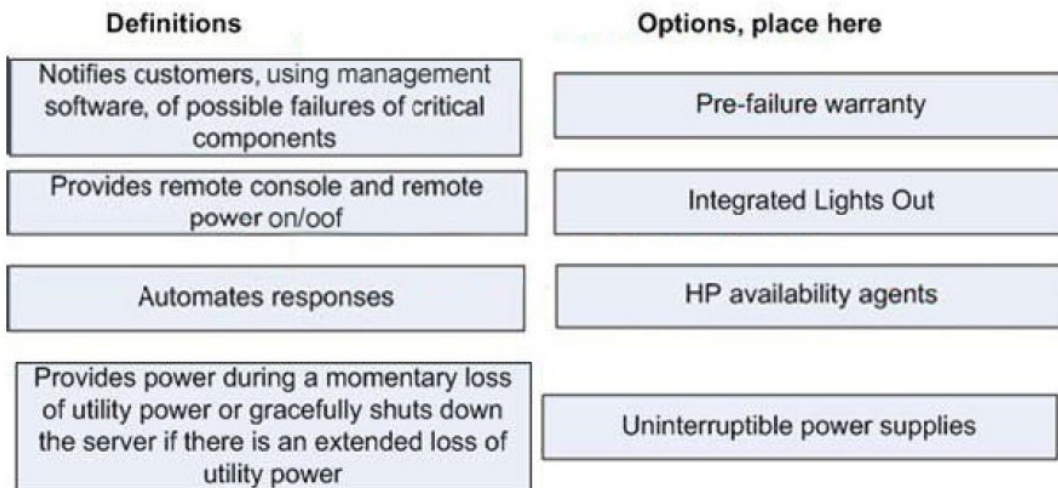 Definitions
Options, place here
Notifies customers, using management
software, of possible failures of critical
components
Pre-failure warranty
Provides remote console and remote
power on/oof
Integrated Lights Out
Automates responses
HP availability agents
Provides power during a momentary loss
of utility power or gracefully shuts down
the server if there is an extended loss of
utility power
Uninterruptible power supplies